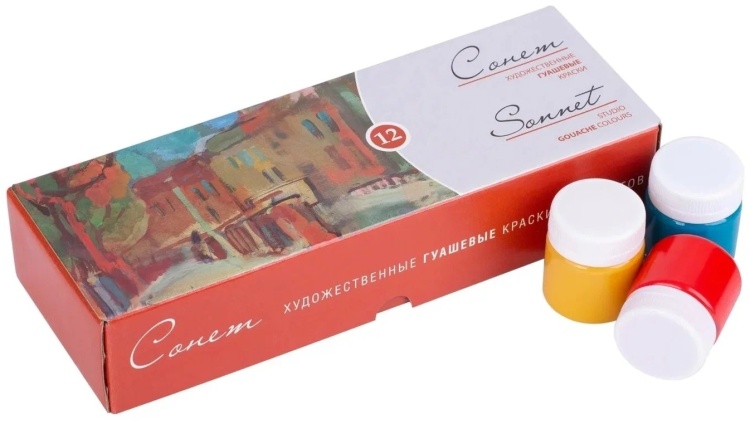 Сонет
ХУДОЖЕСТВЕННЫЕ
ГУАШЕВЫЕ
КРАСКИ
Sonnet
STUDIO
GOUACHE COLOURS
12
Сонет ХУДОЖЕСТВЕННЫЕ ГУАШЕВЫЕ КРАСКИ